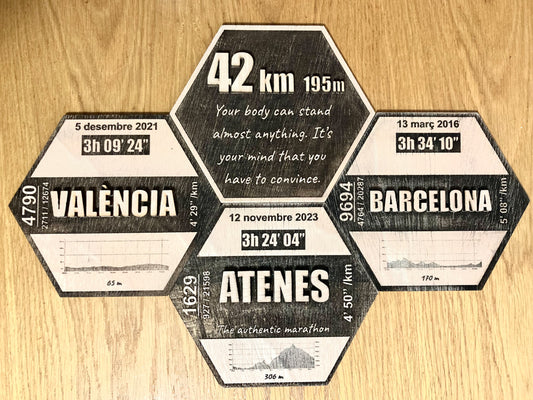 42 km 195m
Your body can stand
almost anything. It's
your mind that you
have to convince.
5 desembre 2021
3h 09' 24"
4790
2711 / 12674
VALÈNCIA
4' 29" /km
65 m
13 març 2016
3h 34' 10"
9694
4764 / 20287
BARCELONA
5' 08" /km
170 m
12 novembre 2023
3h 24' 04"
1629
927 / 21598
ATENES
4' 50" /km
The authentic marathon
306 m